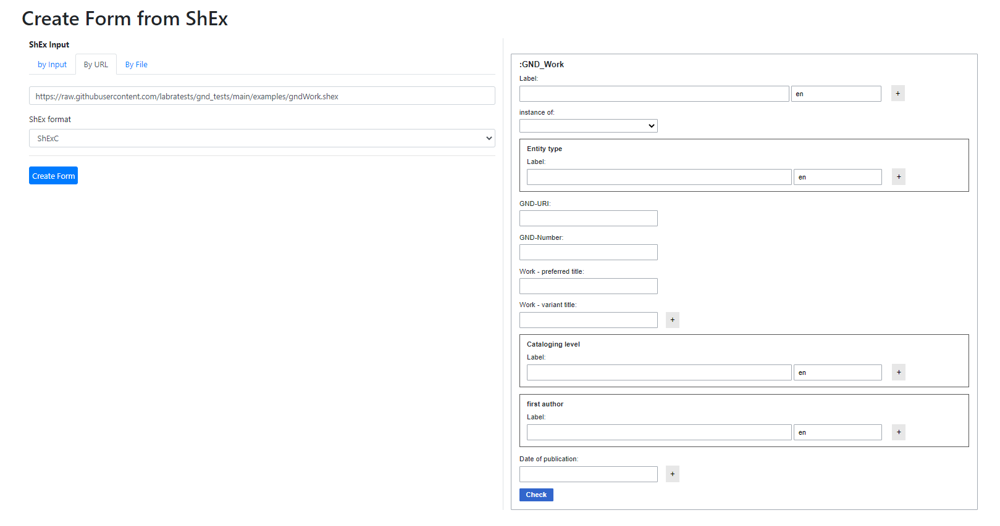 Create Form from ShEx
ShEx Input
by Input By URL By File
https://raw.githubusercontent.com/labratests/gnd_tests/main/examples/gndWork.shex
ShEx format
ShExC
Create Form
:GND_Work
Label:
en +
instance of:
Entity type
Label:
en +
GND-URI:
GND-Number:
Work - preferred title:
Work - variant title:
+
Cataloging level
Label:
en +
first author
Label:
en +
Date of publication:
+
Check